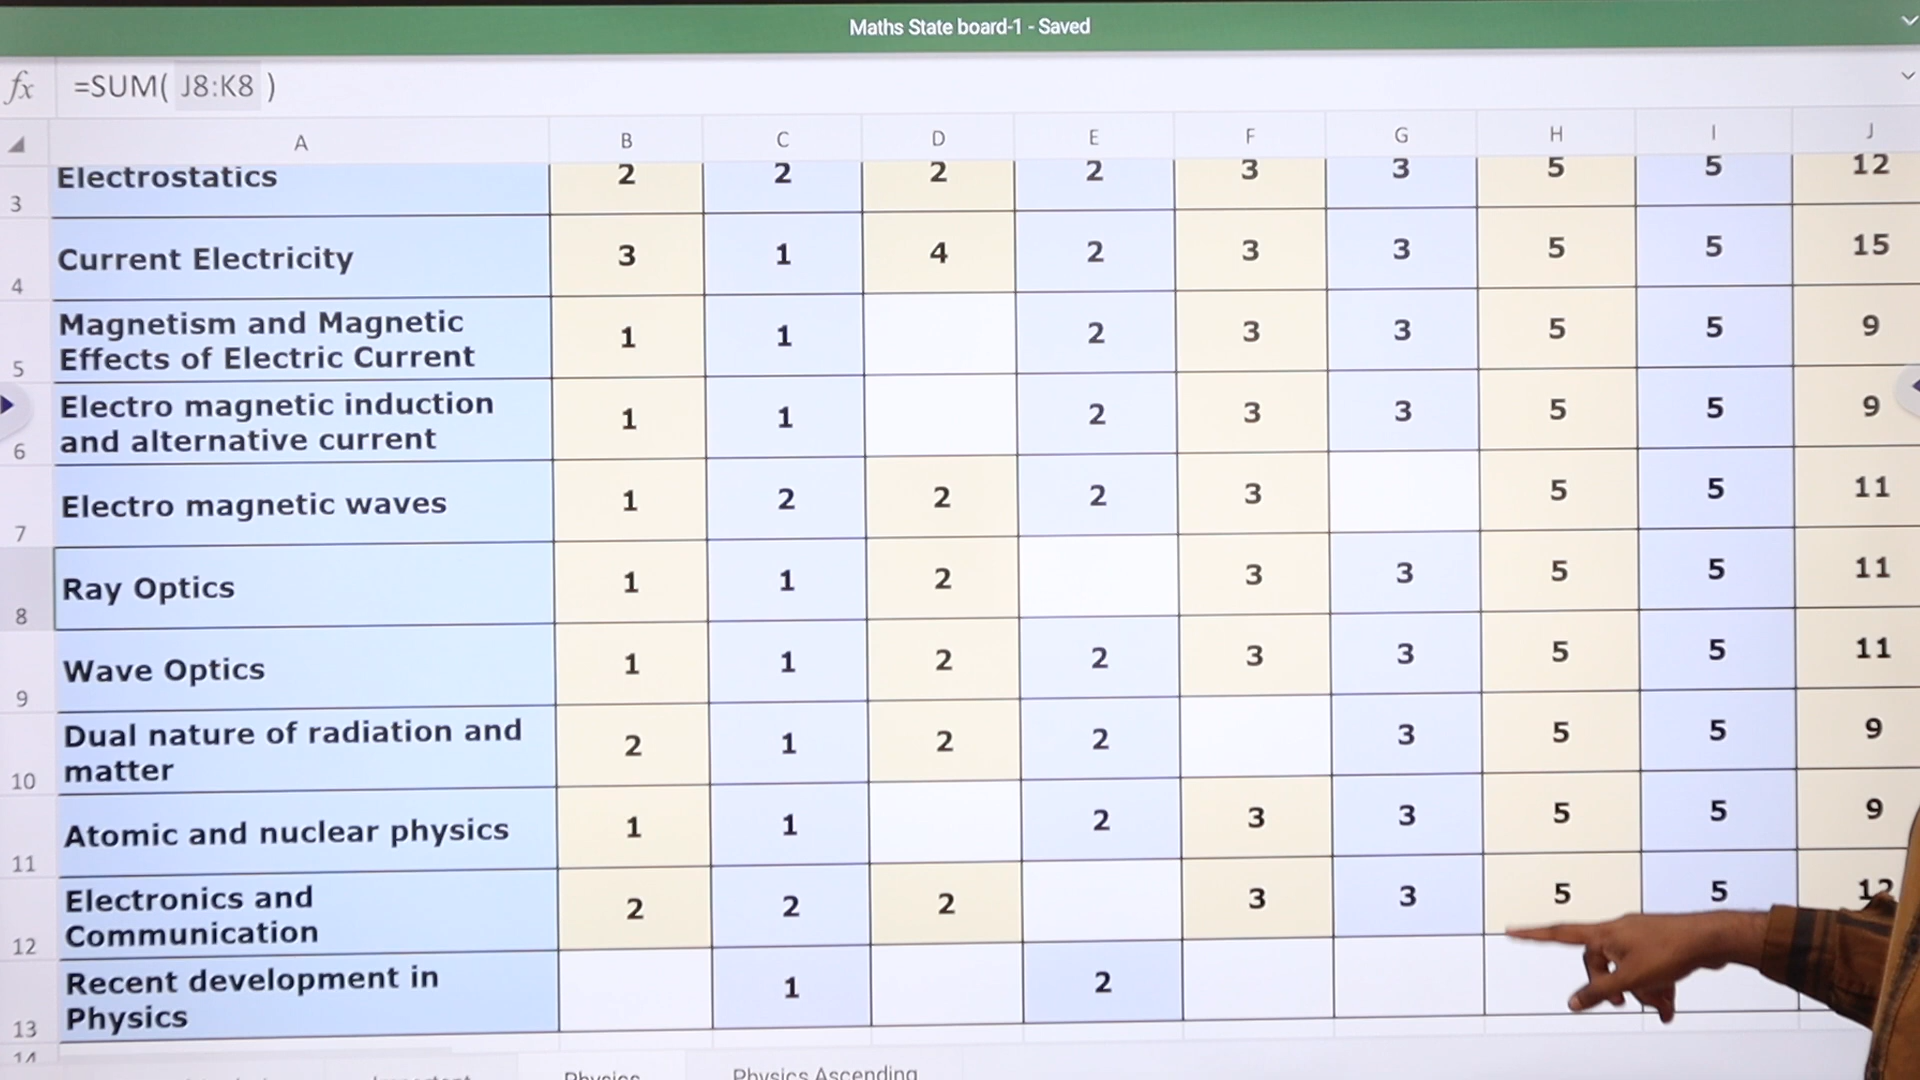 Maths State board-1 - Saved
fx =SUM( J8:K8 )
A B C D E F G H I J
3 Electrostatics 2 2 2 2 3 3 5 5 12
4 Current Electricity 3 1 4 2 3 3 5 5 15
5 Magnetism and Magnetic
Effects of Electric Current 1 1 2 3 3 5 5 9
6 Electro magnetic induction
and alternative current 1 1 2 3 3 5 5 9
7 Electro magnetic waves 1 2 2 2 3 5 5 11
8 Ray Optics 1 1 2 3 3 5 5 11
9 Wave Optics 1 1 2 2 3 3 5 5 11
10 Dual nature of radiation and
matter 2 1 2 2 3 5 5 9
11 Atomic and nuclear physics 1 1 2 3 3 5 5 9
12 Electronics and
Communication 2 2 2 3 3 5 5 12
13 Recent development in
Physics 1 2
14
Physics Physics Ascending